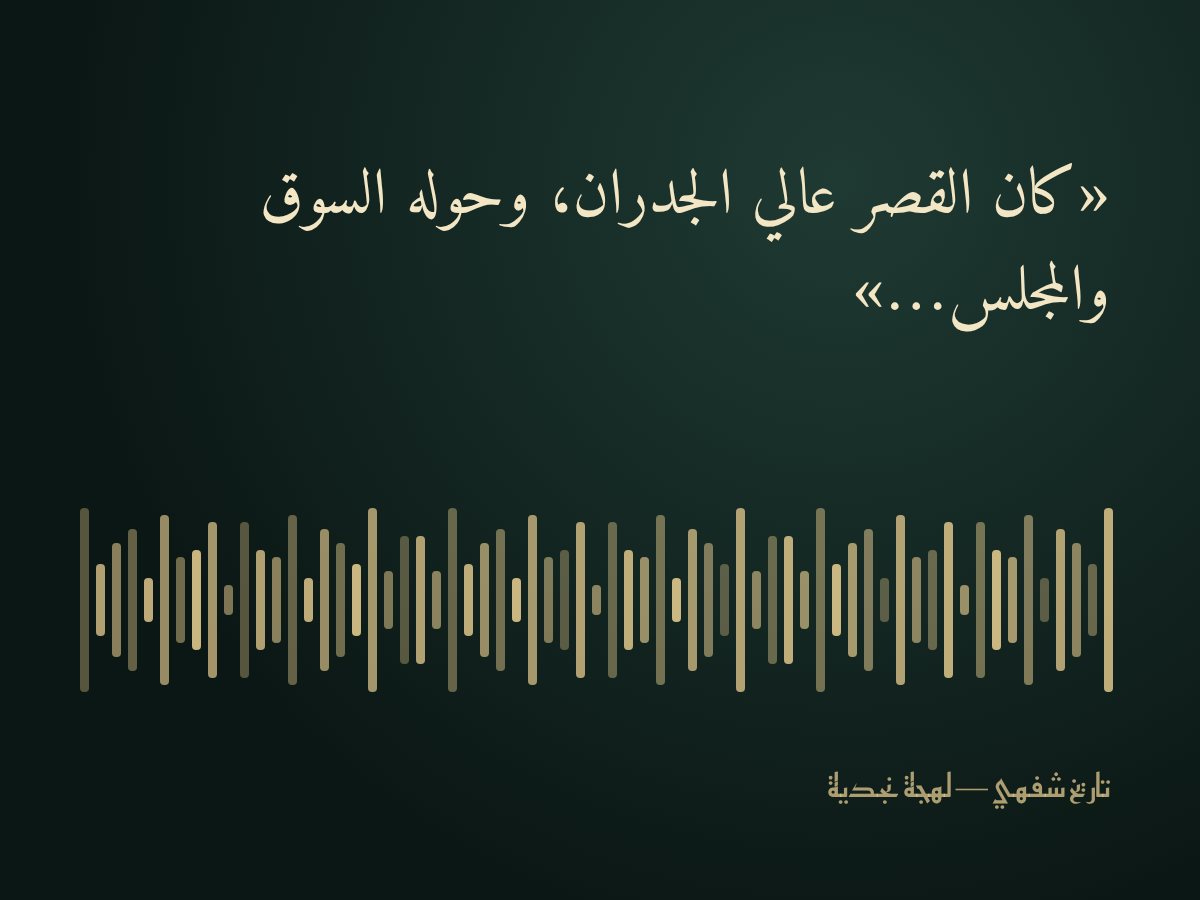 «كان القصر عالي الجدران، وحوله السوق
والمجلس...»
تاريخ شفهي — لهجة نجدية